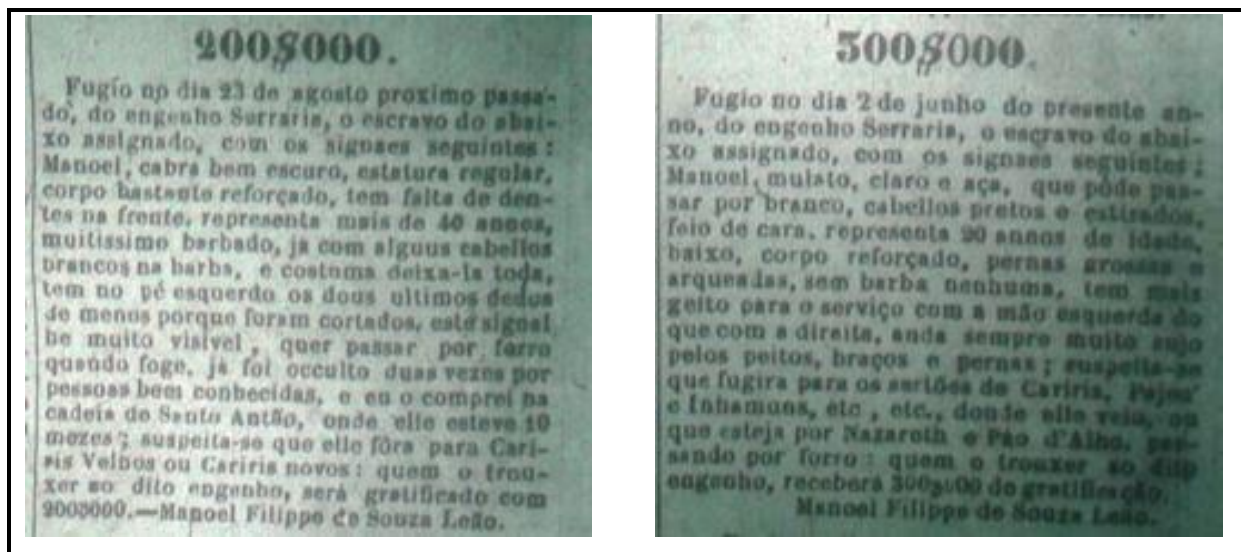 200$000.
Fugio no dia 23 de agosto proximo passa-
do, do engenho Serraria, o escravo do abai-
xo assignado, com os signaes seguintes:
Manoel, cabra bem escuro, estatura regular,
corpo bastante reforçado, tem falta de den-
tes na frente, representa mais de 40 annos,
muitissimo barbado, ja com alguns cabellos
brancos na barba, e costuma deixa-la toda,
tem no pé esquerdo os dous ultimos dedos
de menos porque foram cortados, este signal
he muito visivel, quer passar por forro
quando foge, ja foi occulto duas vezes por
pessoas bem conhecidas, e eu o comprei na
cadeia de Santo Antão, onde elle esteve 10
mezes; suspeita-se que elle fôra para Cari-
ris Velhos ou Cariris novos: quem o trou-
xer ao dito engenho, será gratificado com
200$000.—Manoel Filippe de Souza Leão.
300$000.
Fugio no dia 2 de junho do presente an-
no, do engenho Serraria, o escravo do abai-
xo assignado, com os signaes seguintes:
Manoel, mulato, claro e aça, que póde pas-
sar por branco, cabellos pretos e estirados,
feio de cara, representa 20 annos de idade,
baixo, corpo reforçado, pernas grossas e
arqueadas, sem barba nenhuma, tem mais
geito para o serviço com a mão esquerda do
que com a direita, anda sempre muito sujo
pelos peitos, braços e pernas; suspeita-se
que fugira para os sertões de Cariris, Pajeu'
e Inhamuns, etc., etc., donde elle veio, ou
que esteja por Nazareth e Páo d'Alho, pas-
sando por forro: quem o trouxer ao dito
engenho, receberá 300$000 de gratificação.
Manoel Filippe de Souza Leão.